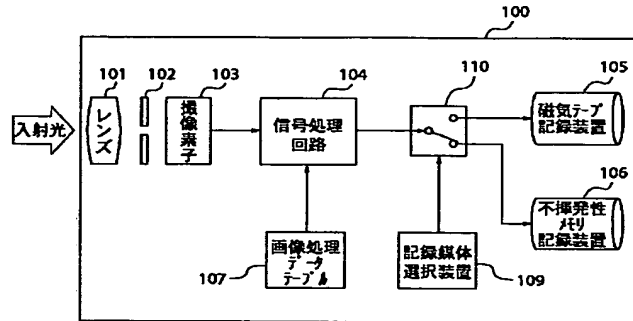 100
101
102
103
104
110
105
入射光
レンズ
撮像素子
信号処理
回路
磁気テープ
記録装置
106
不揮発性
メモリ
記録装置
画像処理
データ
テーブル
107
記録媒体
選択装置
109